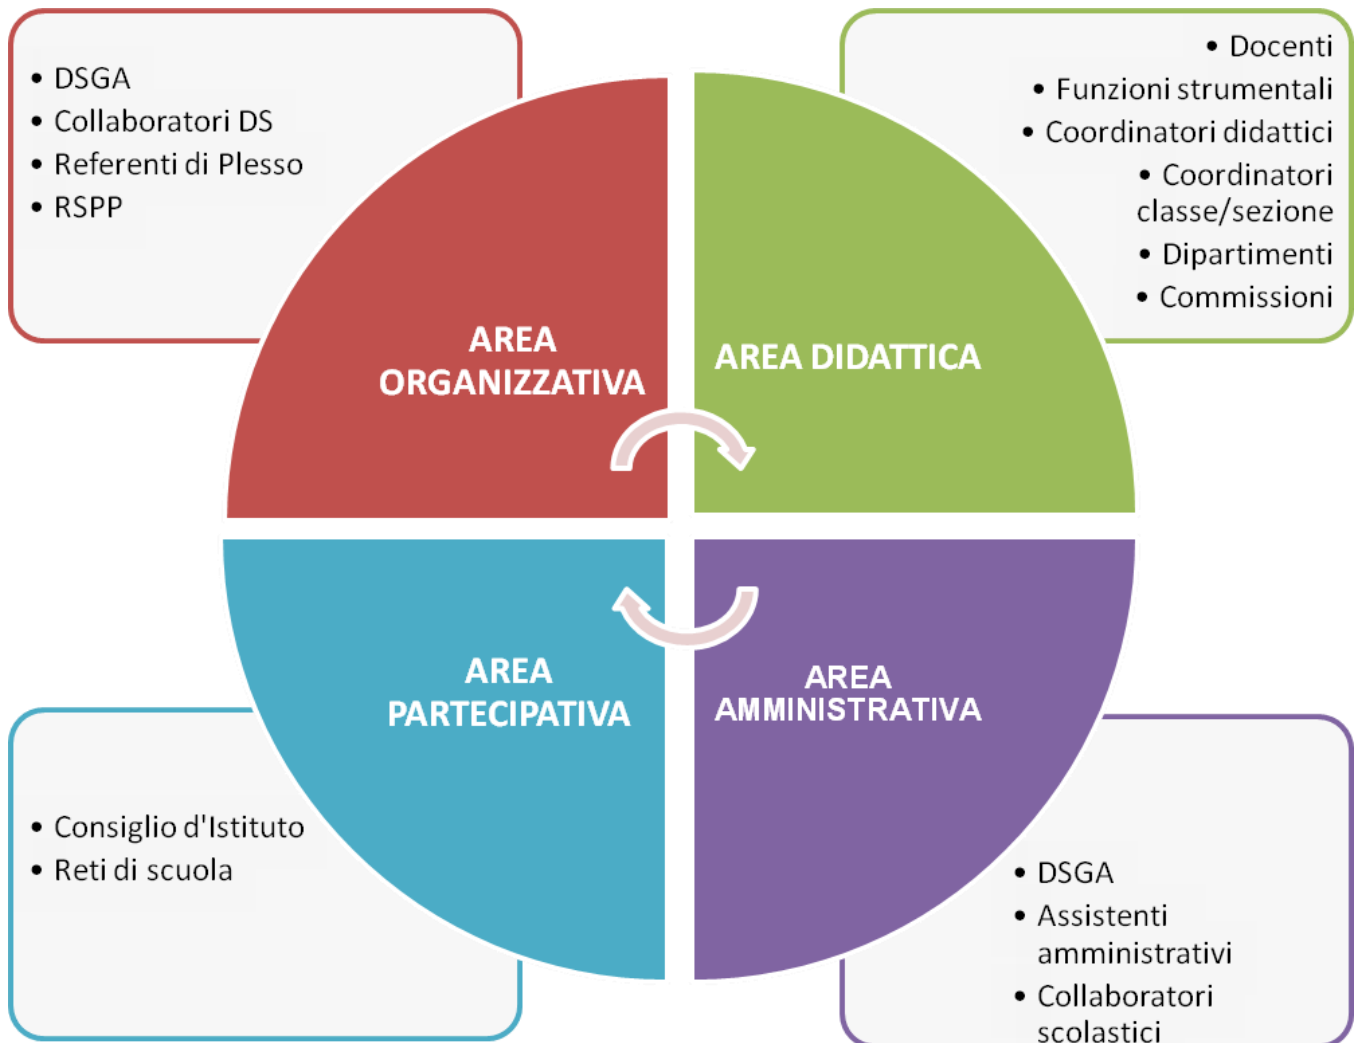 • DSGA
• Collaboratori DS
• Referenti di Plesso
• RSPP
• Docenti
• Funzioni strumentali
• Coordinatori didattici
• Coordinatori
classe/sezione
• Dipartimenti
• Commissioni
AREA
ORGANIZZATIVA
AREA DIDATTICA
AREA
PARTECIPATIVA
AREA
AMMINISTRATIVA
• Consiglio d'Istituto
• Reti di scuola
• DSGA
• Assistenti
amministrativi
• Collaboratori
scolastici